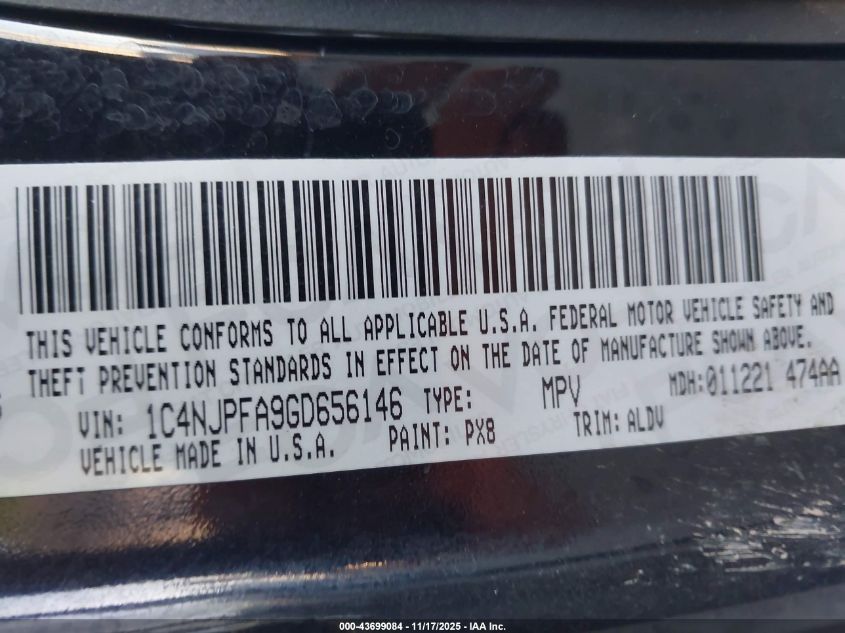 THIS VEHICLE CONFORMS TO ALL APPLICABLE U.S.A. FEDERAL MOTOR VEHICLE SAFETY AND
THEFT PREVENTION STANDARDS IN EFFECT ON THE DATE OF MANUFACTURE SHOWN ABOVE.
VIN: 1C4NJPFA9GD656146 TYPE: MPV MDH:011221 474AA
VEHICLE MADE IN U.S.A. PAINT: PX8 TRIM: ALDV
000-43699084 - 11/17/2025 - IAA Inc.